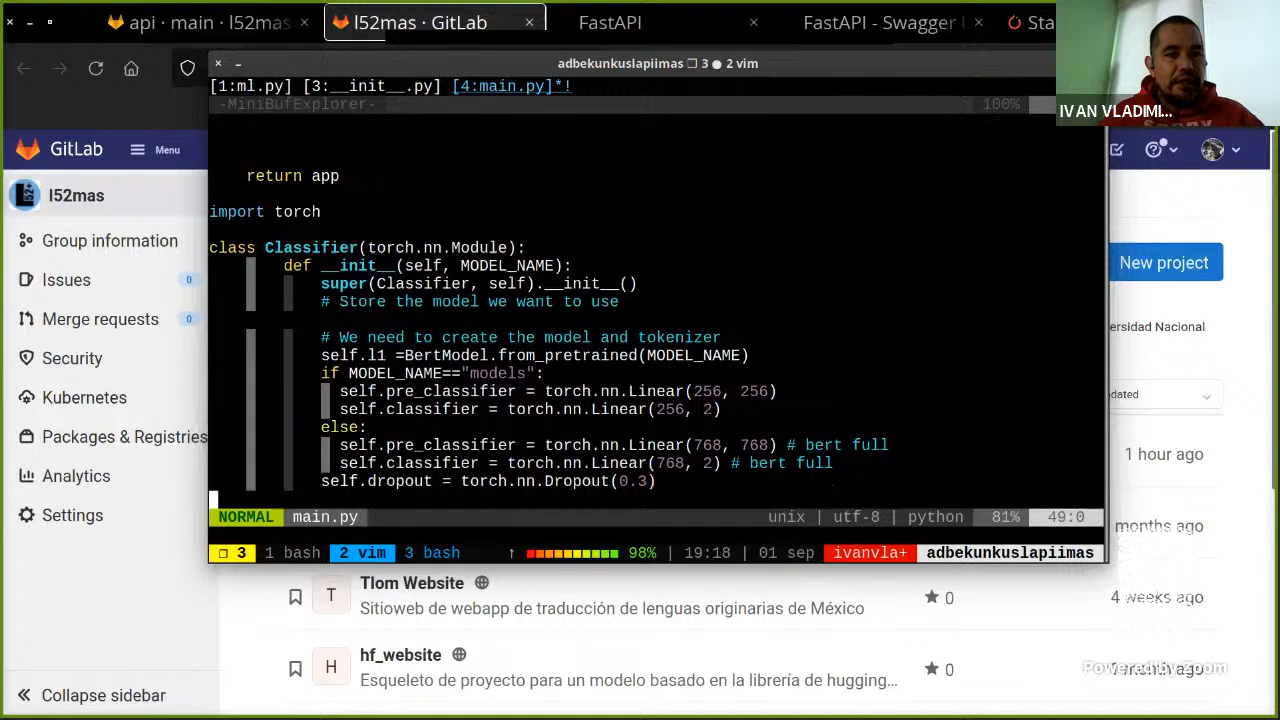 api · main · l52mas
l52mas · GitLab
FastAPI
FastAPI - Swagger
Sta
adbekunkuslapiimas ❐ 3 ● 2 vim
[1:ml.py] [3:__init__.py] [4:main.py]*!
-MiniBufExplorer- 100%
IVAN VLADIMI...
GitLab Menu
l52mas
Group information
Issues 0
Merge requests 0
Security
Kubernetes
Packages & Registries
Analytics
Settings
Collapse sidebar
return app
import torch
class Classifier(torch.nn.Module):
def __init__(self, MODEL_NAME):
super(Classifier, self).__init__()
# Store the model we want to use
# We need to create the model and tokenizer
self.l1 =BertModel.from_pretrained(MODEL_NAME)
if MODEL_NAME=="models":
self.pre_classifier = torch.nn.Linear(256, 256)
self.classifier = torch.nn.Linear(256, 2)
else:
self.pre_classifier = torch.nn.Linear(768, 768) # bert full
self.classifier = torch.nn.Linear(768, 2) # bert full
self.dropout = torch.nn.Dropout(0.3)
NORMAL main.py unix | utf-8 | python 81% 49:0
❐ 3 1 bash 2 vim 3 bash ↑ 98% | 19:18 | 01 sep ivanvla+ adbekunkuslapiimas
New project
ersidad Nacional
dated
1 hour ago
months ago
T Tlom Website
Sitioweb de webapp de traducción de lenguas originarias de México
★ 0
4 weeks ago
H hf_website
Esqueleto de proyecto para un modelo basado en la librería de hugging...
★ 0
Powered by Zoom